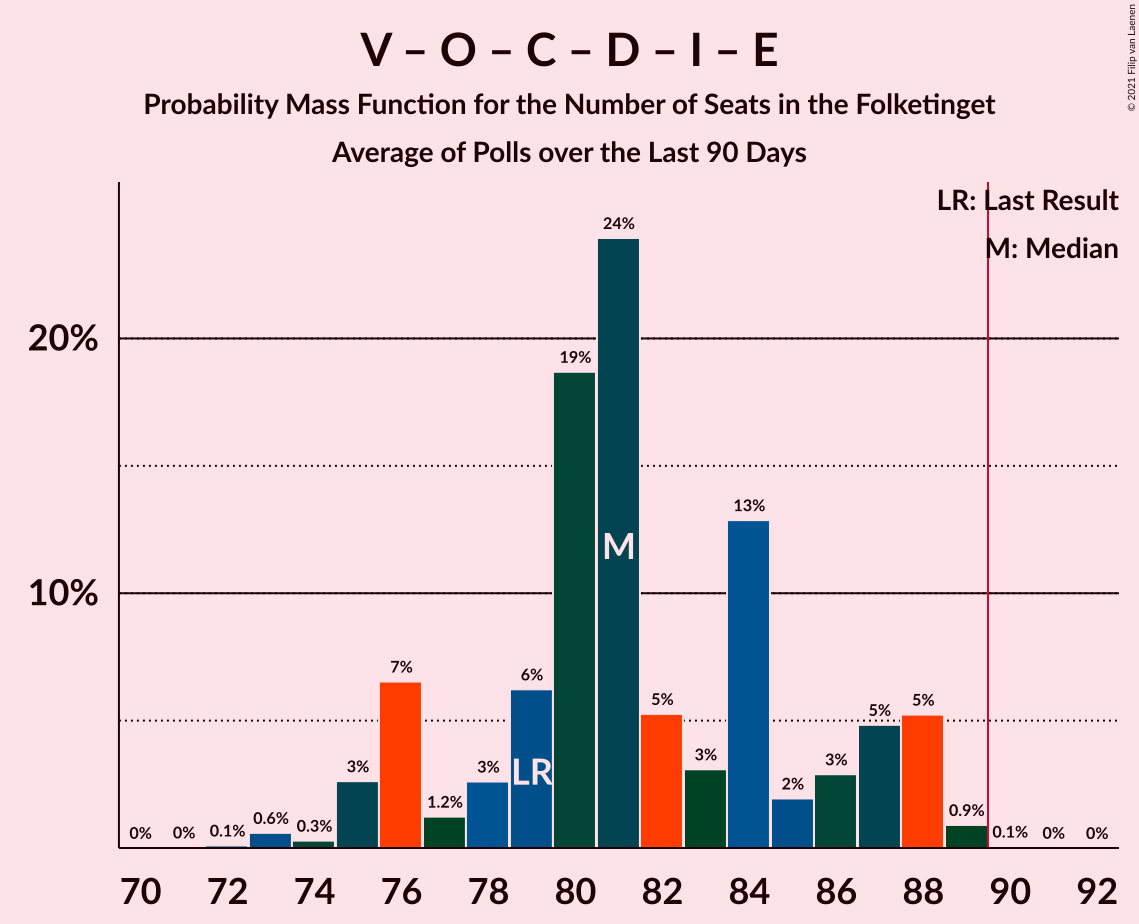 V – O – C – D – I – E
Probability Mass Function for the Number of Seats in the Folketinget
Average of Polls over the Last 90 Days
© 2021 Filip van Laenen
LR: Last Result
M: Median
20%
10%
0%
0%
0.1%
0.6%
0.3%
3%
7%
1.2%
3%
6%
19%
24%
5%
3%
13%
2%
3%
5%
5%
0.9%
0.1%
0%
0%
LR
M
70 72 74 76 78 80 82 84 86 88 90 92